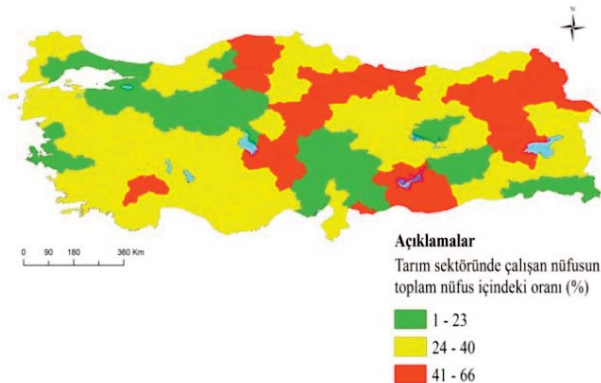 N
0 90 180 360 Km
Açıklamalar
Tarım sektöründe çalışan nüfusun
toplam nüfus içindeki oranı (%)
1 - 23
24 - 40
41 - 66